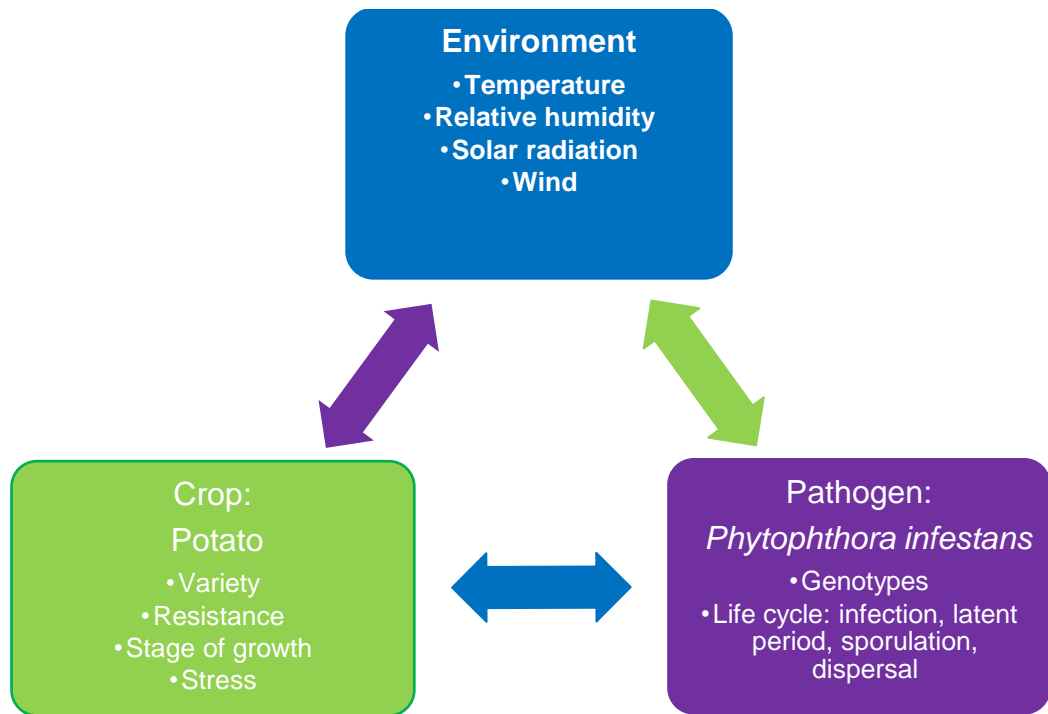 Environment
•Temperature
•Relative humidity
•Solar radiation
•Wind
Crop:
Potato
•Variety
•Resistance
•Stage of growth
•Stress
Pathogen:
Phytophthora infestans
•Genotypes
•Life cycle: infection, latent
period, sporulation,
dispersal